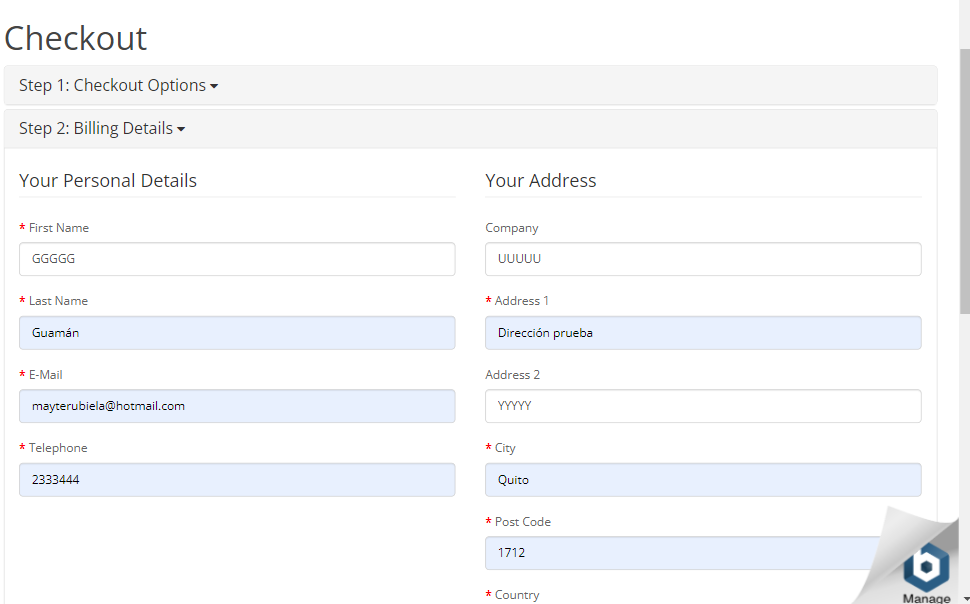 Checkout
Step 1: Checkout Options
Step 2: Billing Details
Your Personal Details
* First Name
GGGGG
* Last Name
Guamán
* E-Mail
mayterubiela@hotmail.com
* Telephone
2333444
Your Address
Company
UUUUU
* Address 1
Dirección prueba
Address 2
YYYYY
* City
Quito
* Post Code
1712
* Country
b
Manage